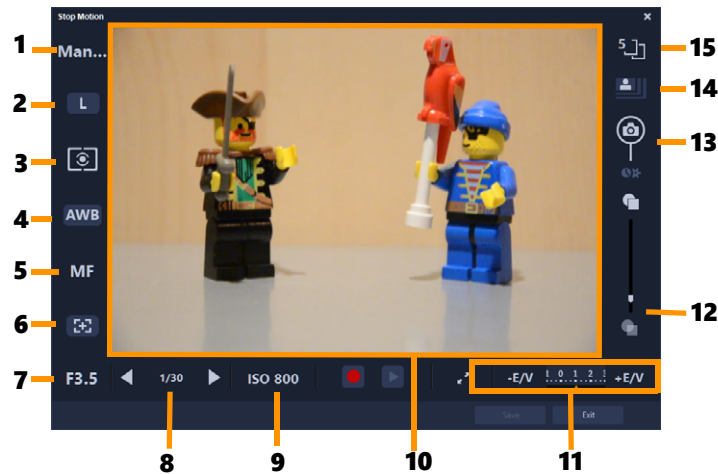 Stop Motion
1
Man...
2
L
3
4
AWB
5
MF
6
7
F3.5
1/30
ISO 800
-E/V
1 0 1 2 3
+E/V
Save
Exit
8
9
10
11
5
15
14
13
12